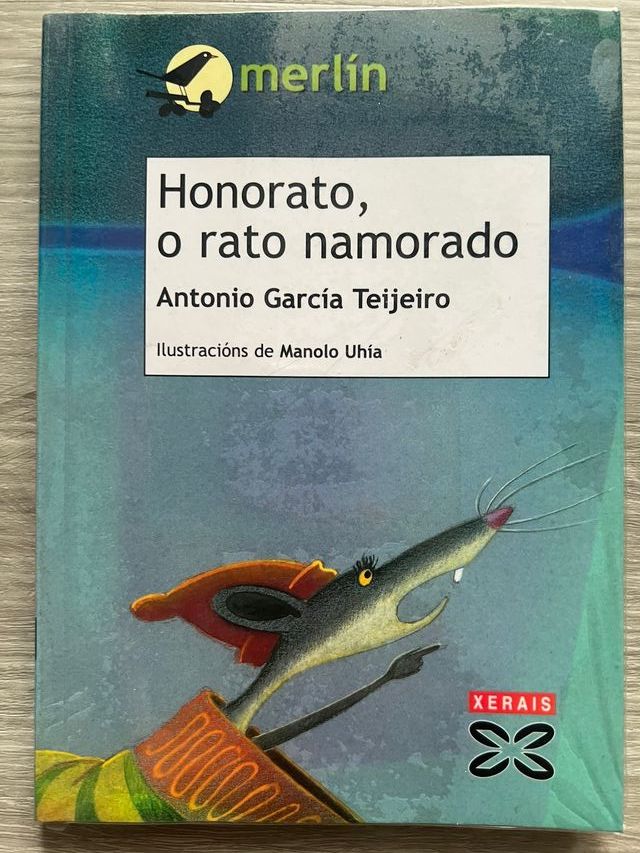 merlín
Honorato,
o rato namorado
Antonio García Teijeiro
Ilustracións de Manolo Uhía
XERAIS